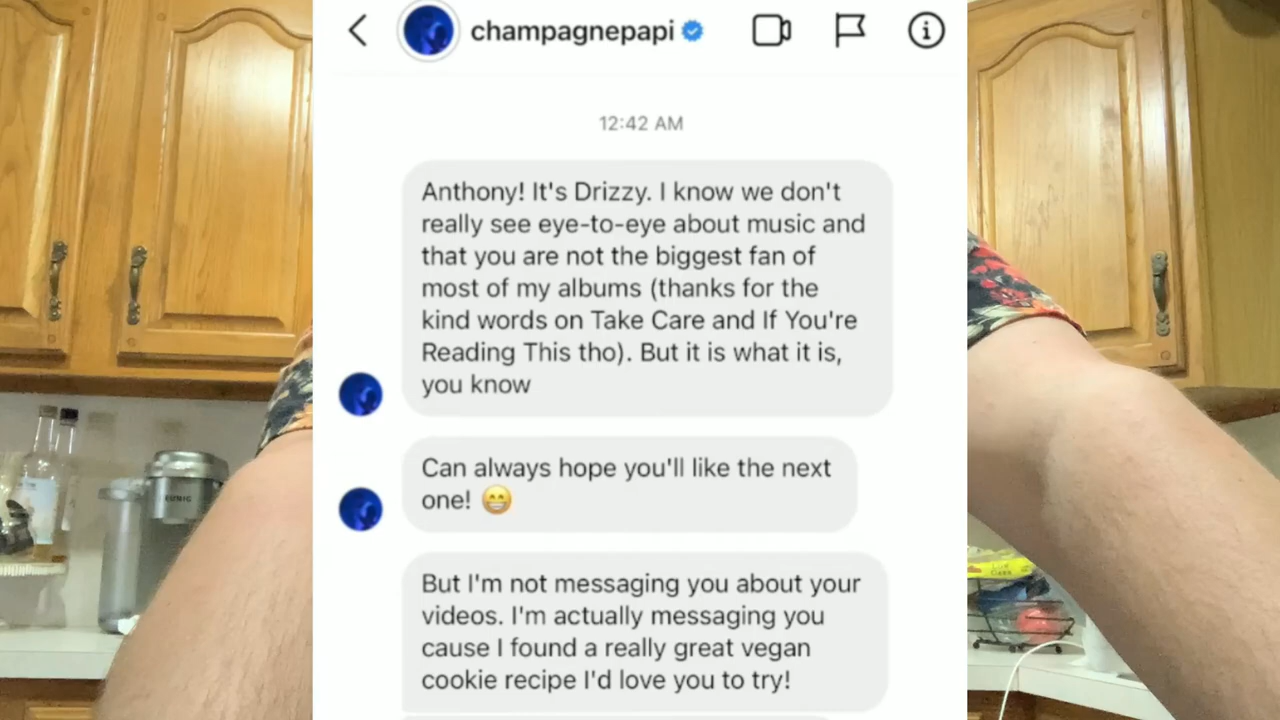 champagnepapi
12:42 AM
Anthony! It's Drizzy. I know we don't
really see eye-to-eye about music and
that you are not the biggest fan of
most of my albums (thanks for the
kind words on Take Care and If You're
Reading This tho). But it is what it is,
you know
Can always hope you'll like the next
one! 😁
But I'm not messaging you about your
videos. I'm actually messaging you
cause I found a really great vegan
cookie recipe I'd love you to try!